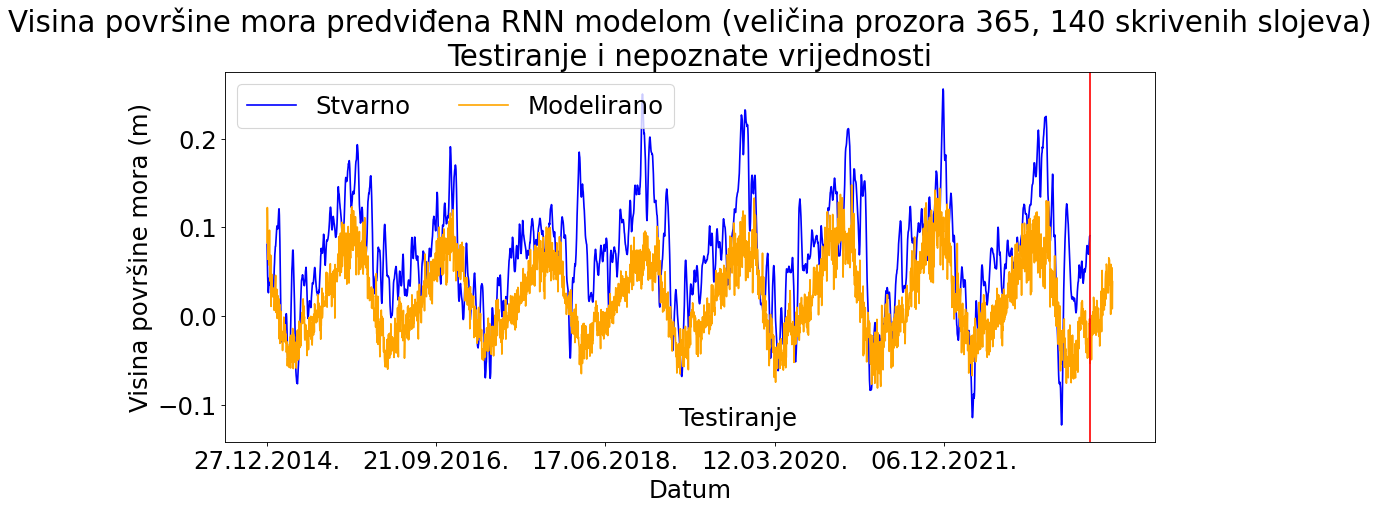 Visina površine mora predviđena RNN modelom (veličina prozora 365, 140 skrivenih slojeva)
Testiranje i nepoznate vrijednosti
Stvarno
Modelirano
Visina površine mora (m)
0.2
0.1
0.0
−0.1
Testiranje
27.12.2014.
21.09.2016.
17.06.2018.
12.03.2020.
06.12.2021.
Datum